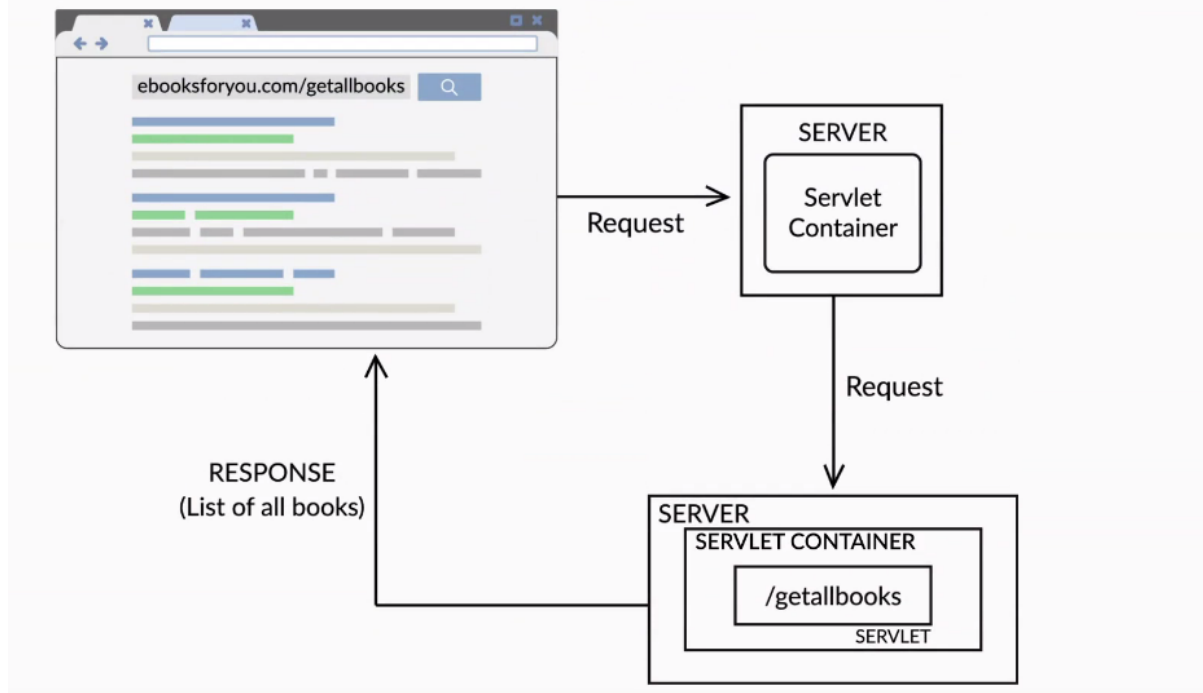 ebooksforyou.com/getallbooks
SERVER
Servlet
Container
Request
Request
RESPONSE
(List of all books)
SERVER
SERVLET CONTAINER
/getallbooks
SERVLET